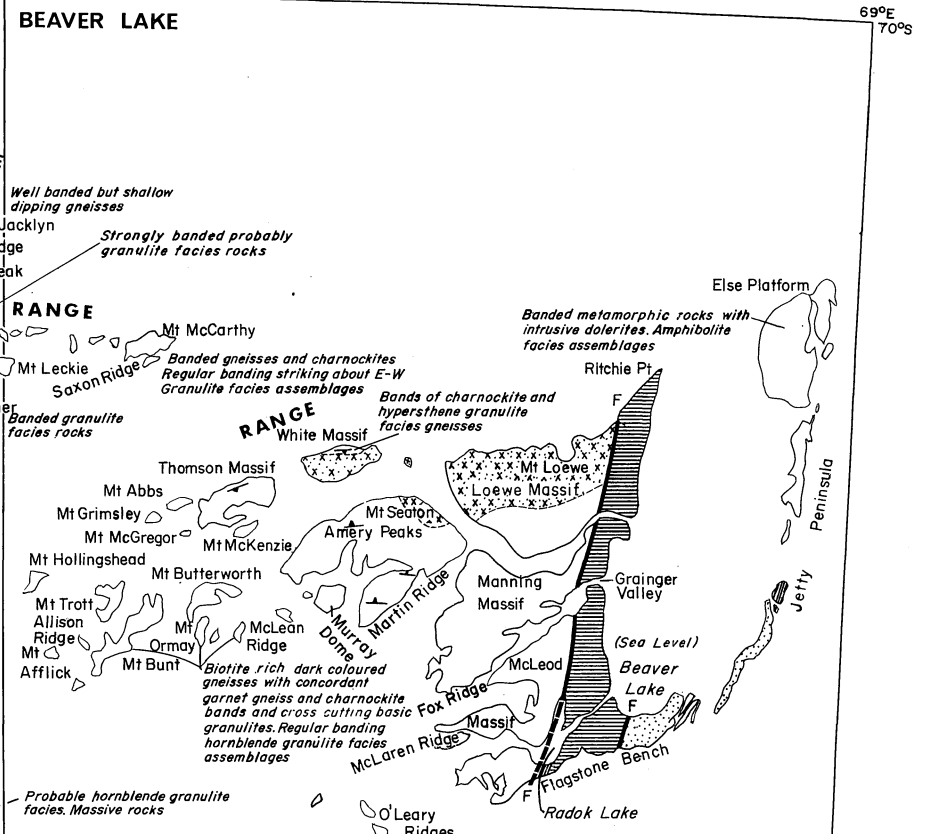 BEAVER LAKE
69°E
70°S
Well banded but shallow
dipping gneisses
Jacklyn
dge
eak
Strongly banded probably
granulite facies rocks
RANGE
Mt McCarthy
Mt Leckie
Saxon Ridge
er
Banded granulite
facies rocks
Banded gneisses and charnockites
Regular banding striking about E-W
Granulite facies assemblages
RANGE
White Massif
Bands of charnockite and
hypersthene granulite
facies gneisses
Else Platform
Banded metamorphic rocks with
intrusive dolerites. Amphibolite
facies assemblages
Ritchie Pt
F
Mt Loewe
Loewe Massif
Thomson Massif
Mt Abbs
Mt Grimsley
Mt McGregor
Mt McKenzie
Mt Seaton
Amery Peaks
Peninsula
Jetty
Mt Hollingshead
Mt Butterworth
Mt Trott
Allison
Ridge
Mt
Afflick
Mt Bunt
Mt
Ormay
McLean
Ridge
Murray
Dome
Martin Ridge
Manning
Massif
Grainger
Valley
(Sea Level)
Beaver
Lake
F
McLeod
Massif
Fox Ridge
McLaren Ridge
Biotite rich dark coloured
gneisses with concordant
garnet gneiss and charnockite
bands and cross cutting basic
granulites. Regular banding
hornblende granulite facies
assemblages
Flagstone Bench
F
Radok Lake
Probable hornblende granulite
facies. Massive rocks
O'Leary
Ridges